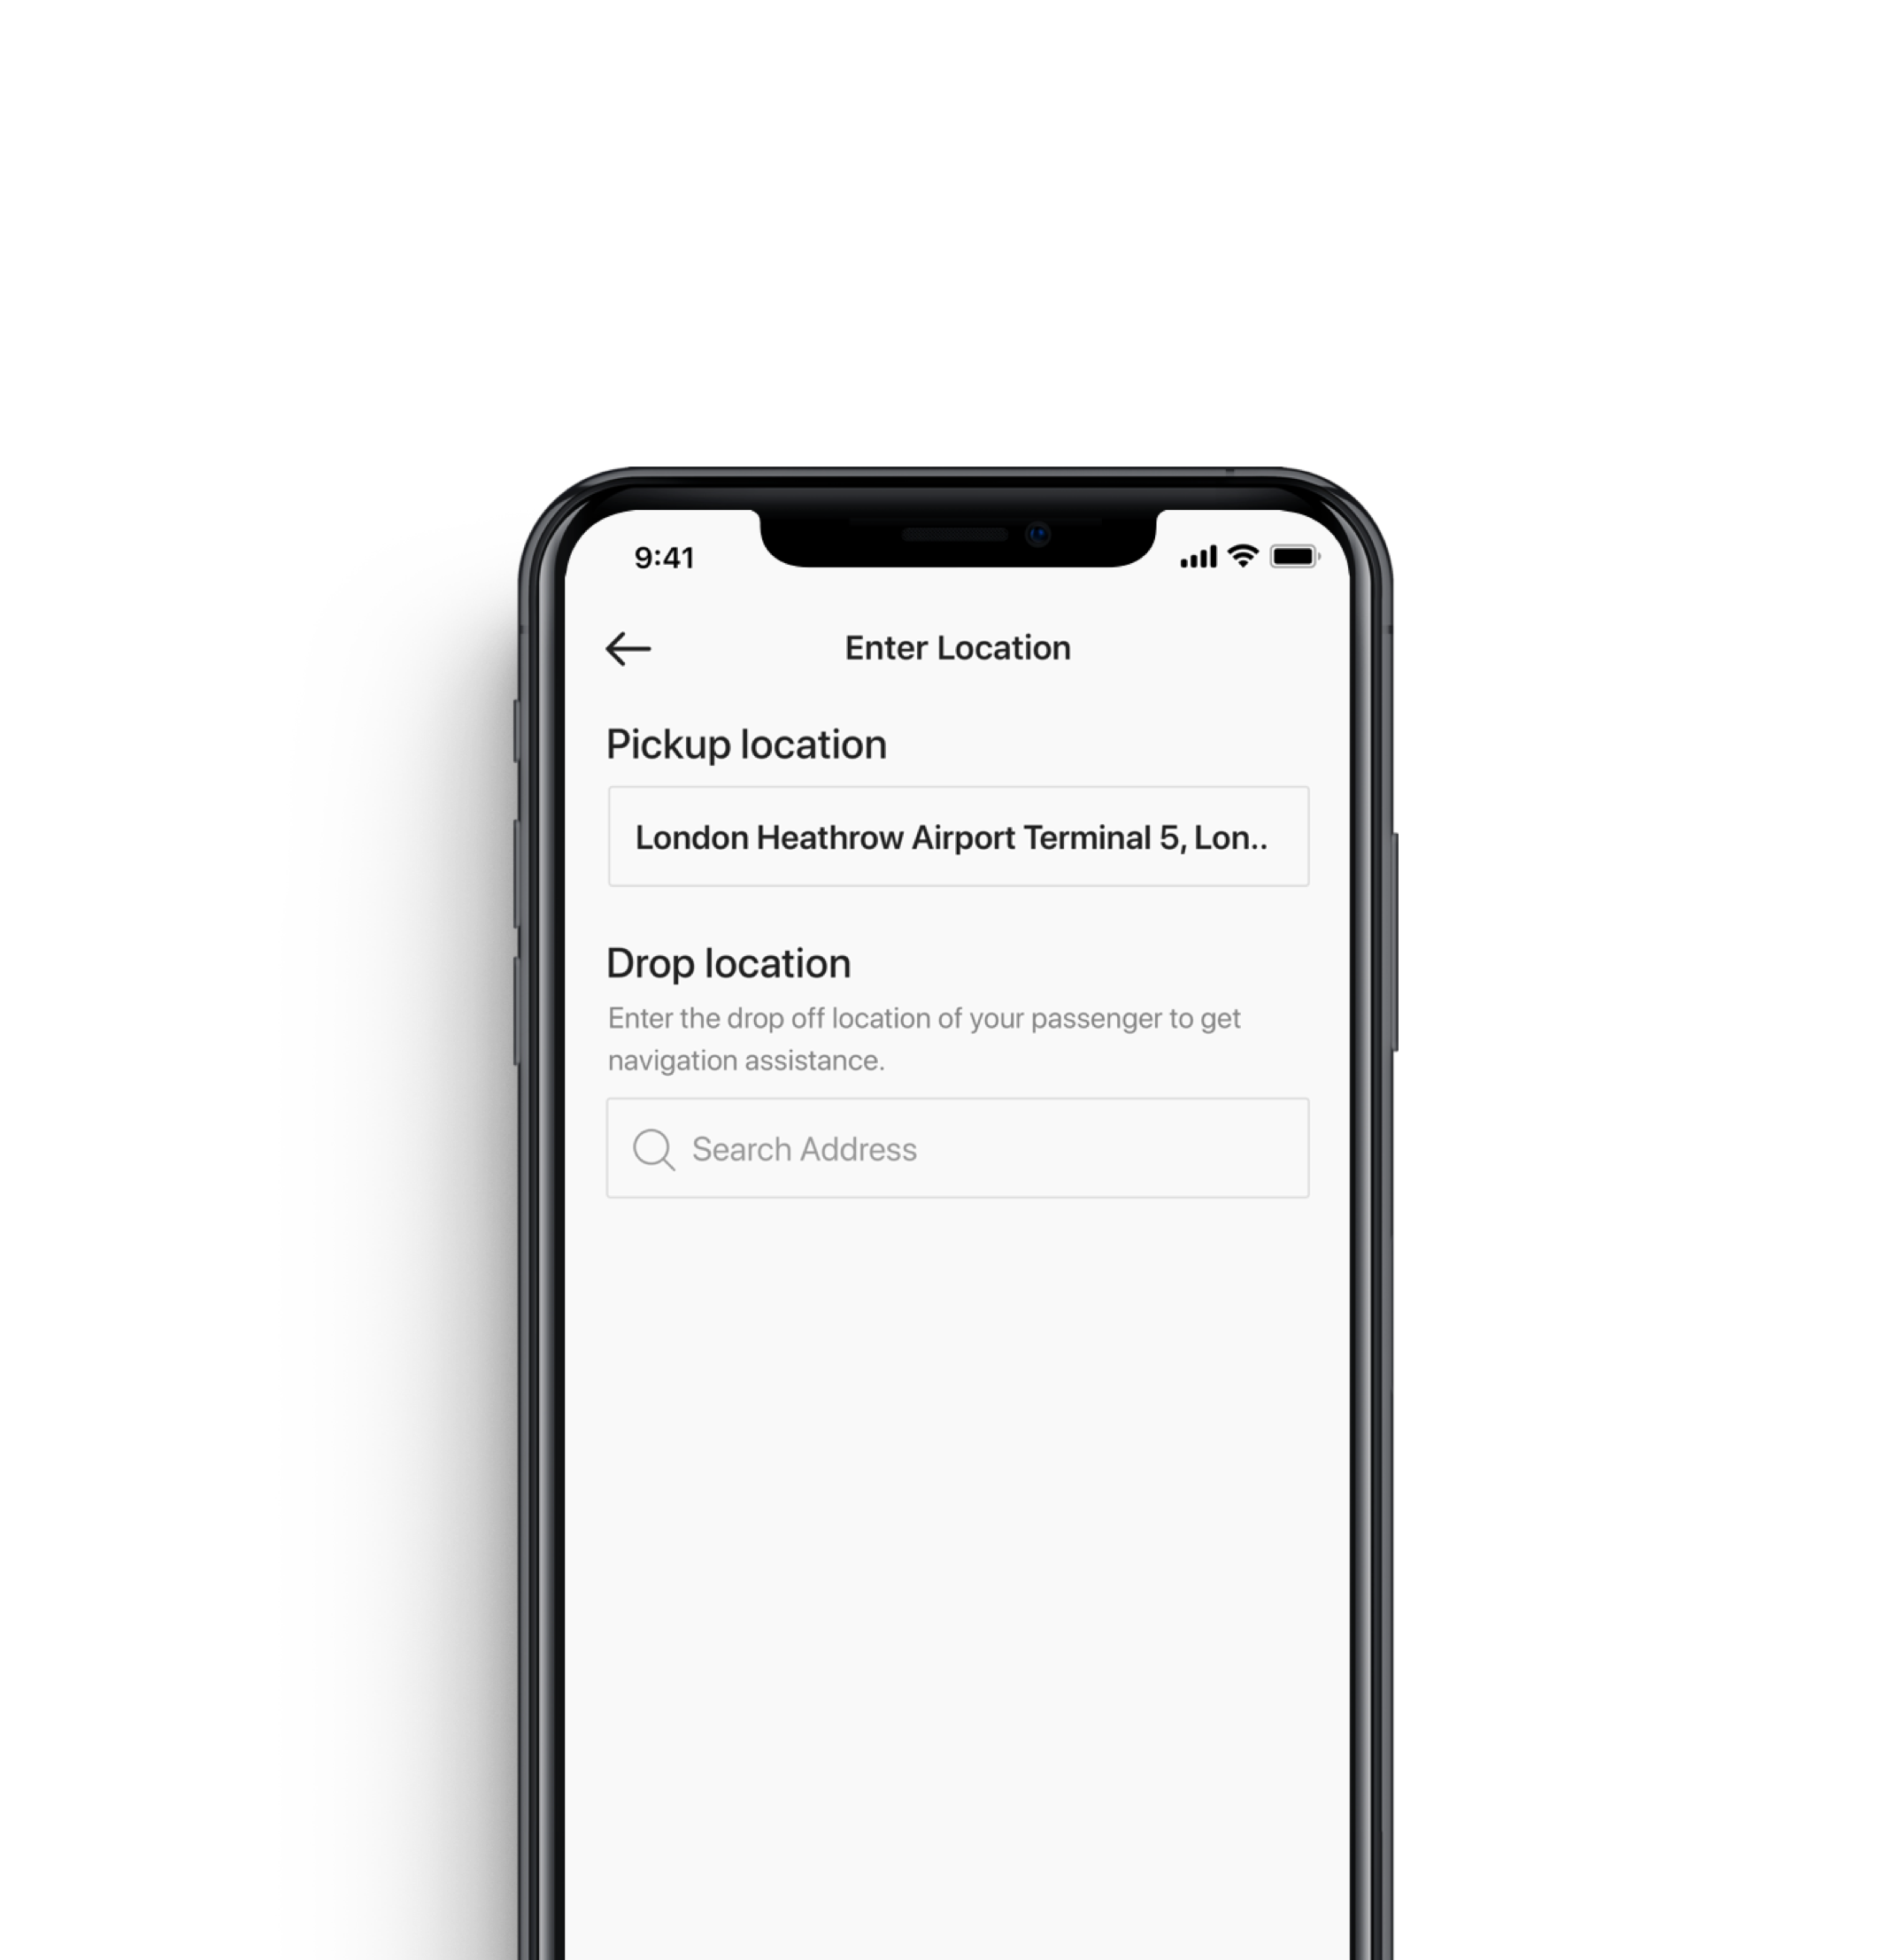 9:41
Enter Location
Pickup location
London Heathrow Airport Terminal 5, Lon..
Drop location
Enter the drop off location of your passenger to get
navigation assistance.
Search Address